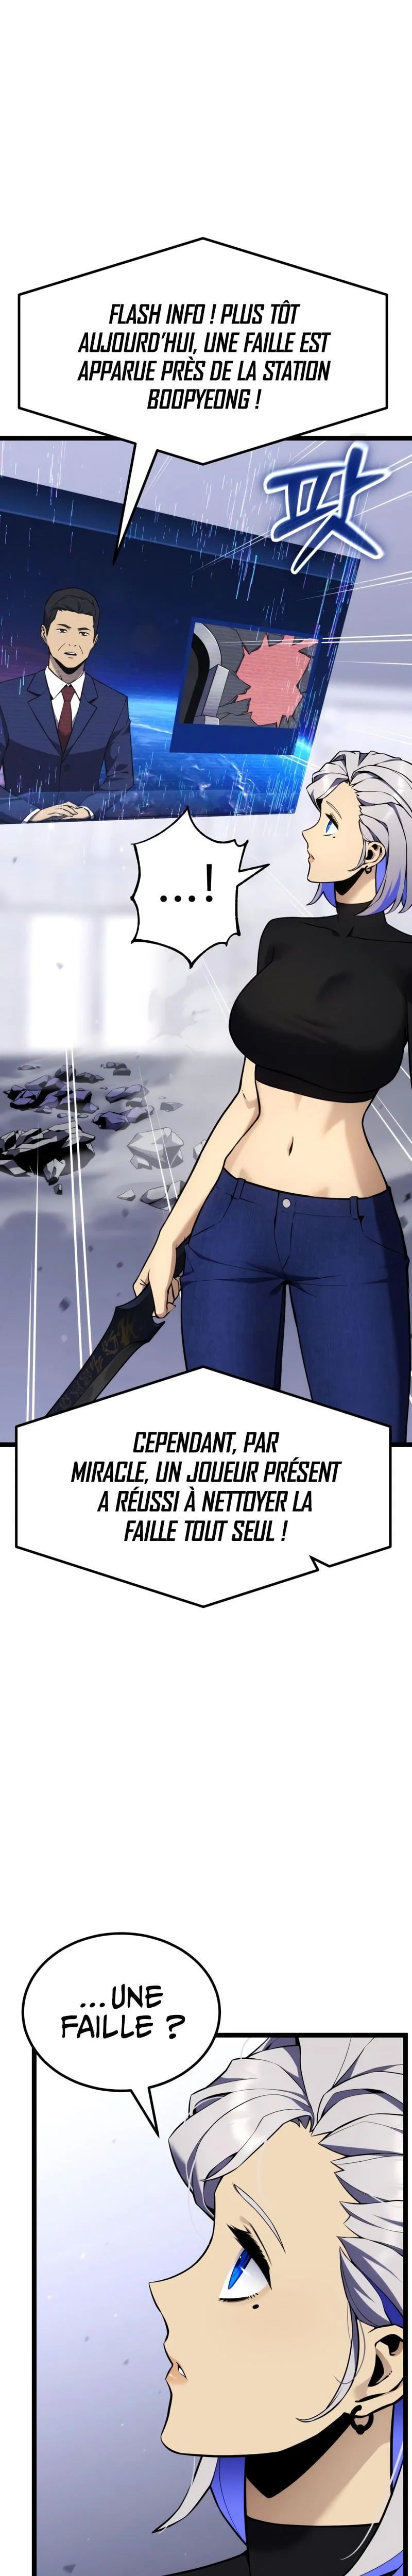 FLASH INFO ! PLUS TÔT
AUJOURD'HUI, UNE FAILLE EST
APPARUE PRÈS DE LA STATION
BOOPYEONG !
팟
...!
CEPENDANT, PAR
MIRACLE, UN JOUEUR PRÉSENT
A RÉUSSI À NETTOYER LA
FAILLE TOUT SEUL !
...UNE
FAILLE ?